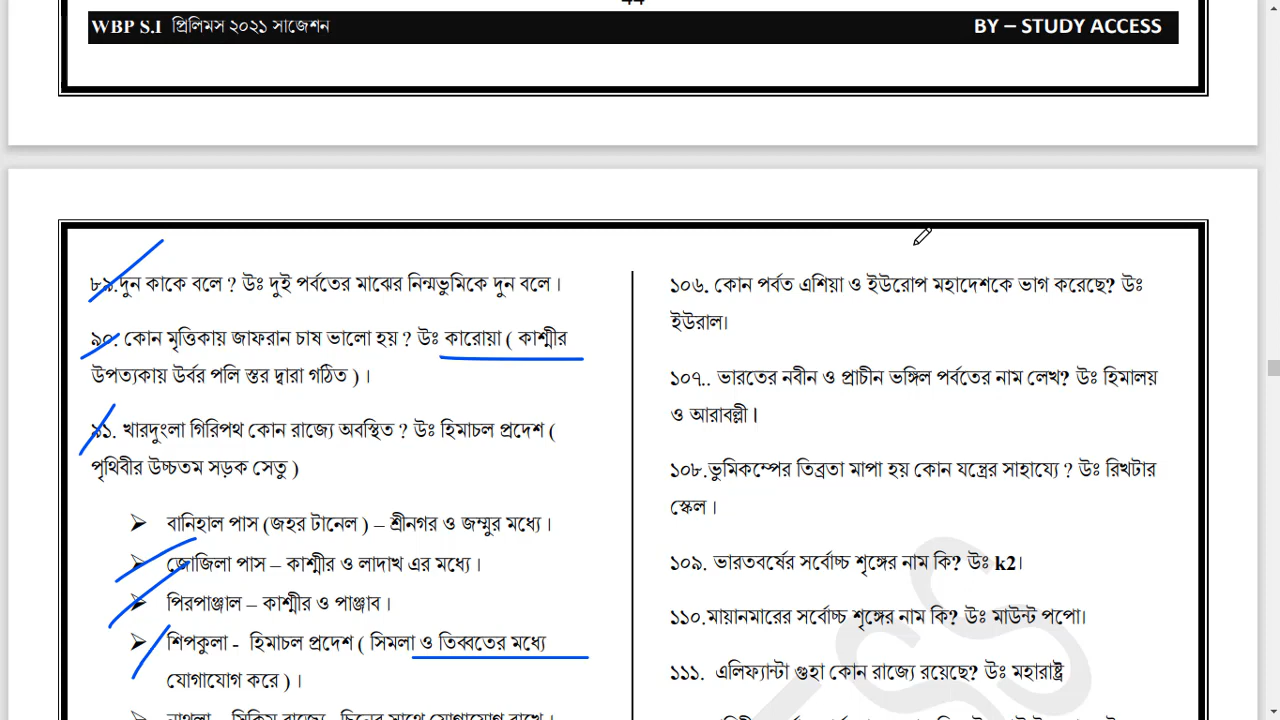 WBP S.I প্রিলিমস ২০২১ সাজেশন
BY – STUDY ACCESS
৮৯.দুন কাকে বলে ? উঃ দুই পর্বতের মাঝের নিন্মভুমিকে দুন বলে।
৯০. কোন মৃত্তিকায় জাফরান চাষ ভালো হয় ? উঃ কারোয়া ( কাশ্মীর
উপত্যকায় উর্বর পলি স্তর দ্বারা গঠিত )।
৯১. খারদুংলা গিরিপথ কোন রাজ্যে অবস্থিত ? উঃ হিমাচল প্রদেশ (
পৃথিবীর উচ্চতম সড়ক সেতু )
➢ বানিহাল পাস (জহর টানেল ) – শ্রীনগর ও জম্মুর মধ্যে।
➢ জোজিলা পাস – কাশ্মীর ও লাদাখ এর মধ্যে।
➢ পিরপাঞ্জাল – কাশ্মীর ও পাঞ্জাব।
➢ শিপকুলা - হিমাচল প্রদেশ ( সিমলা ও তিব্বতের মধ্যে
যোগাযোগ করে )।
১০৬. কোন পর্বত এশিয়া ও ইউরোপ মহাদেশকে ভাগ করেছে? উঃ
ইউরাল।
১০৭.. ভারতের নবীন ও প্রাচীন ভঙ্গিল পর্বতের নাম লেখ? উঃ হিমালয়
ও আরাবল্লী।
১০৮.ভুমিকম্পের তিব্রতা মাপা হয় কোন যন্ত্রের সাহায্যে ? উঃ রিখটার
স্কেল।
১০৯. ভারতবর্ষের সর্বোচ্চ শৃঙ্গের নাম কি? উঃ k2।
১১০.মায়ানমারের সর্বোচ্চ শৃঙ্গের নাম কি? উঃ মাউন্ট পপো।
১১১. এলিফ্যান্টা গুহা কোন রাজ্যে রয়েছে? উঃ মহারাষ্ট্র